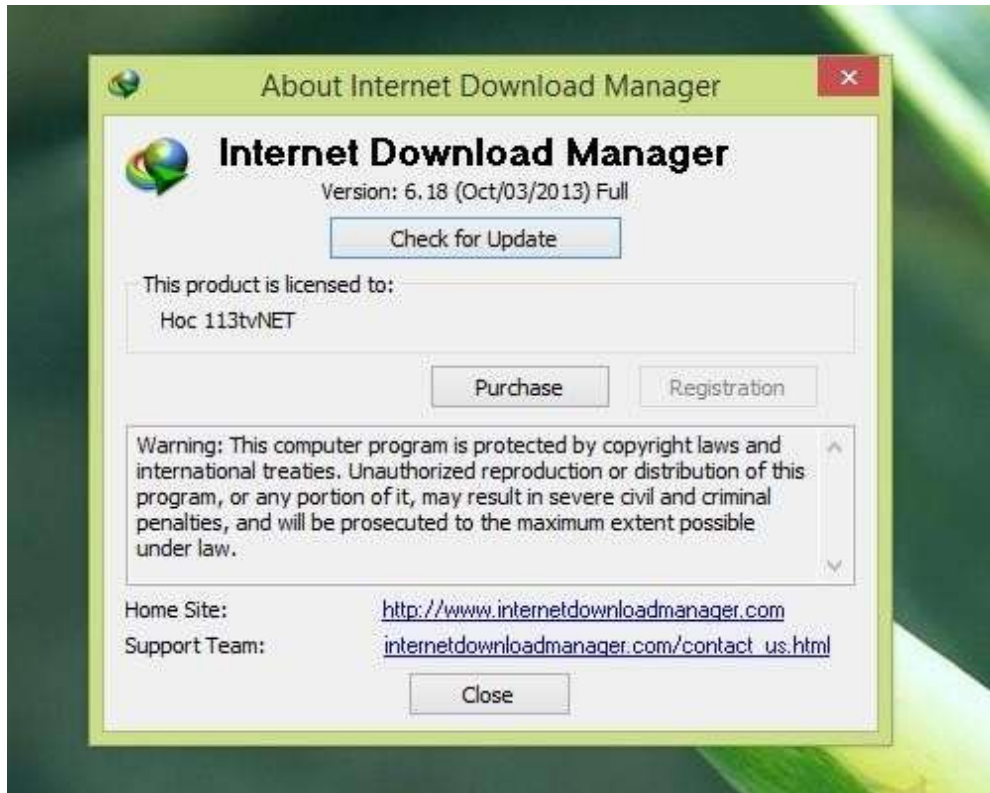 About Internet Download Manager
Internet Download Manager
Version: 6.18 (Oct/03/2013) Full
Check for Update
This product is licensed to:
Hoc 113tvNET
Purchase
Registration
Warning: This computer program is protected by copyright laws and
international treaties. Unauthorized reproduction or distribution of this
program, or any portion of it, may result in severe civil and criminal
penalties, and will be prosecuted to the maximum extent possible
under law.
Home Site:
http://www.internetdownloadmanager.com
Support Team:
internetdownloadmanager.com/contact_us.html
Close